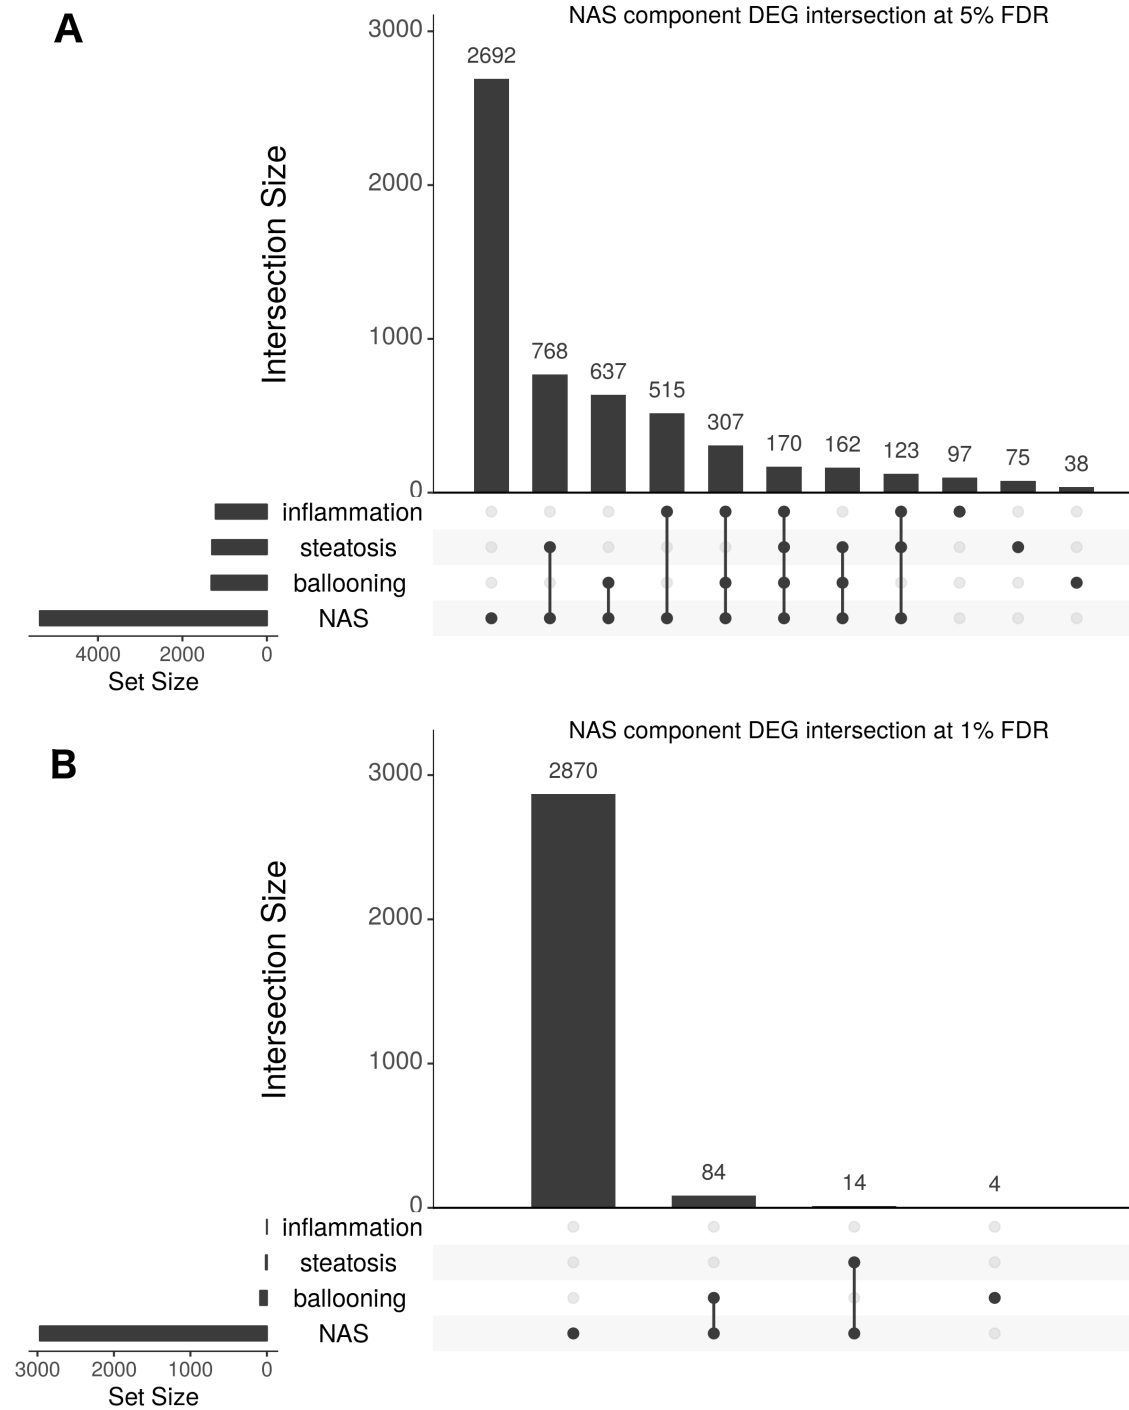 A
NAS component DEG intersection at 5% FDR
Intersection Size
3000
2000
1000
0
2692
768
637
515
307
170
162
123
97
75
38
inflammation
steatosis
ballooning
NAS
4000 2000 0
Set Size
B
NAS component DEG intersection at 1% FDR
Intersection Size
3000
2000
1000
0
2870
84
14
4
inflammation
steatosis
ballooning
NAS
3000 2000 1000 0
Set Size